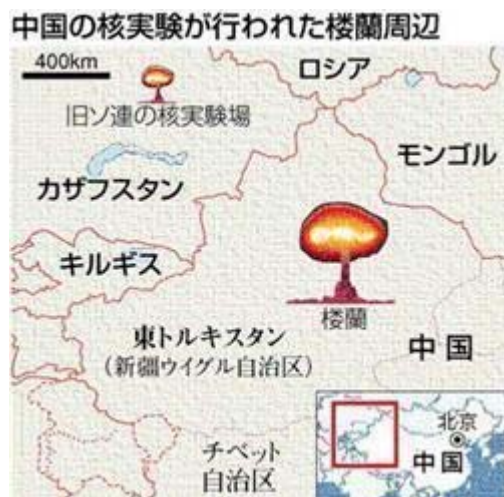 中国の核実験が行われた楼蘭周辺
400km
ロシア
旧ソ連の核実験場
モンゴル
カザフスタン
キルギス
楼蘭
東トルキスタン
(新疆ウイグル自治区)
中国
チベット
自治区
北京
中国